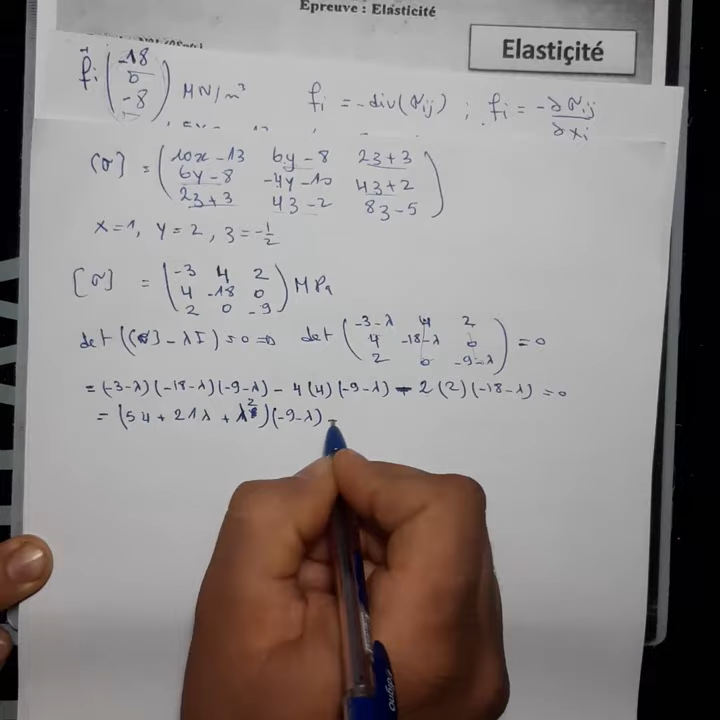 Epreuve : Elasticité
Elastiçité
f⃗i (-18 0 -8) MN/m³ fi = -div(σij) ; fi = -∂σij/∂xi
[σ] = (10x-13 6y-8 2z+3
6y-8 -4y-10 4z+2
2z+3 4z-2 8z-5)
x=1, y=2, z=-1/2
[σ] = (-3 4 2
4 -18 0
2 0 -9) MPa
det([σ]-λI)=0 ⇒ det (-3-λ 4 2
4 -18-λ 0
2 0 -9-λ) = 0
= (-3-λ)(-18-λ)(-9-λ) - 4(4)(-9-λ) - 2(2)(-18-λ) = 0
= (54+21λ+λ²)(-9-λ) -